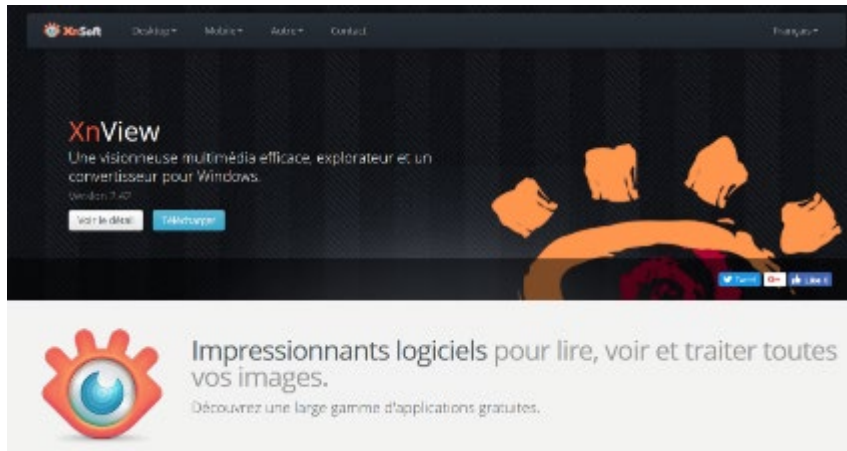 XnSoft Desktop Mobile Autre Contact Français
XnView
Une visionneuse multimédia efficace, explorateur et un
convertisseur pour Windows.
Voir le détail Télécharger
Tweet G+ Like
Impressionnants logiciels pour lire, voir et traiter toutes
vos images.
Découvrez une large gamme d'applications gratuites.